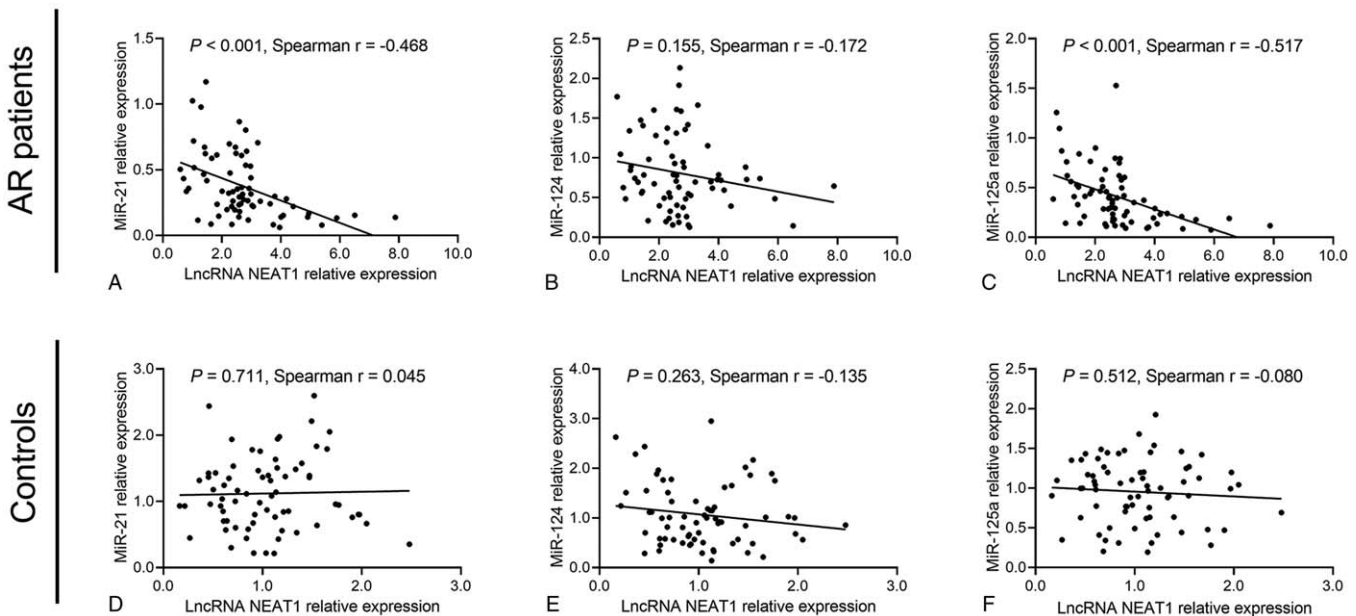 AR patients
P < 0.001, Spearman r = -0.468
MiR-21 relative expression
1.5
1.0
0.5
0.0
0.0 2.0 4.0 6.0 8.0 10.0
LncRNA NEAT1 relative expression
A
P = 0.155, Spearman r = -0.172
MiR-124 relative expression
2.5
2.0
1.5
1.0
0.5
0.0
0.0 2.0 4.0 6.0 8.0 10.0
LncRNA NEAT1 relative expression
B
P < 0.001, Spearman r = -0.517
MiR-125a relative expression
2.0
1.5
1.0
0.5
0.0
0.0 2.0 4.0 6.0 8.0 10.0
LncRNA NEAT1 relative expression
C
Controls
P = 0.711, Spearman r = 0.045
MiR-21 relative expression
3.0
2.0
1.0
0.0
0.0 1.0 2.0 3.0
LncRNA NEAT1 relative expression
D
P = 0.263, Spearman r = -0.135
MiR-124 relative expression
4.0
3.0
2.0
1.0
0.0
0.0 1.0 2.0 3.0
LncRNA NEAT1 relative expression
E
P = 0.512, Spearman r = -0.080
MiR-125a relative expression
2.5
2.0
1.5
1.0
0.5
0.0
0.0 1.0 2.0 3.0
LncRNA NEAT1 relative expression
F